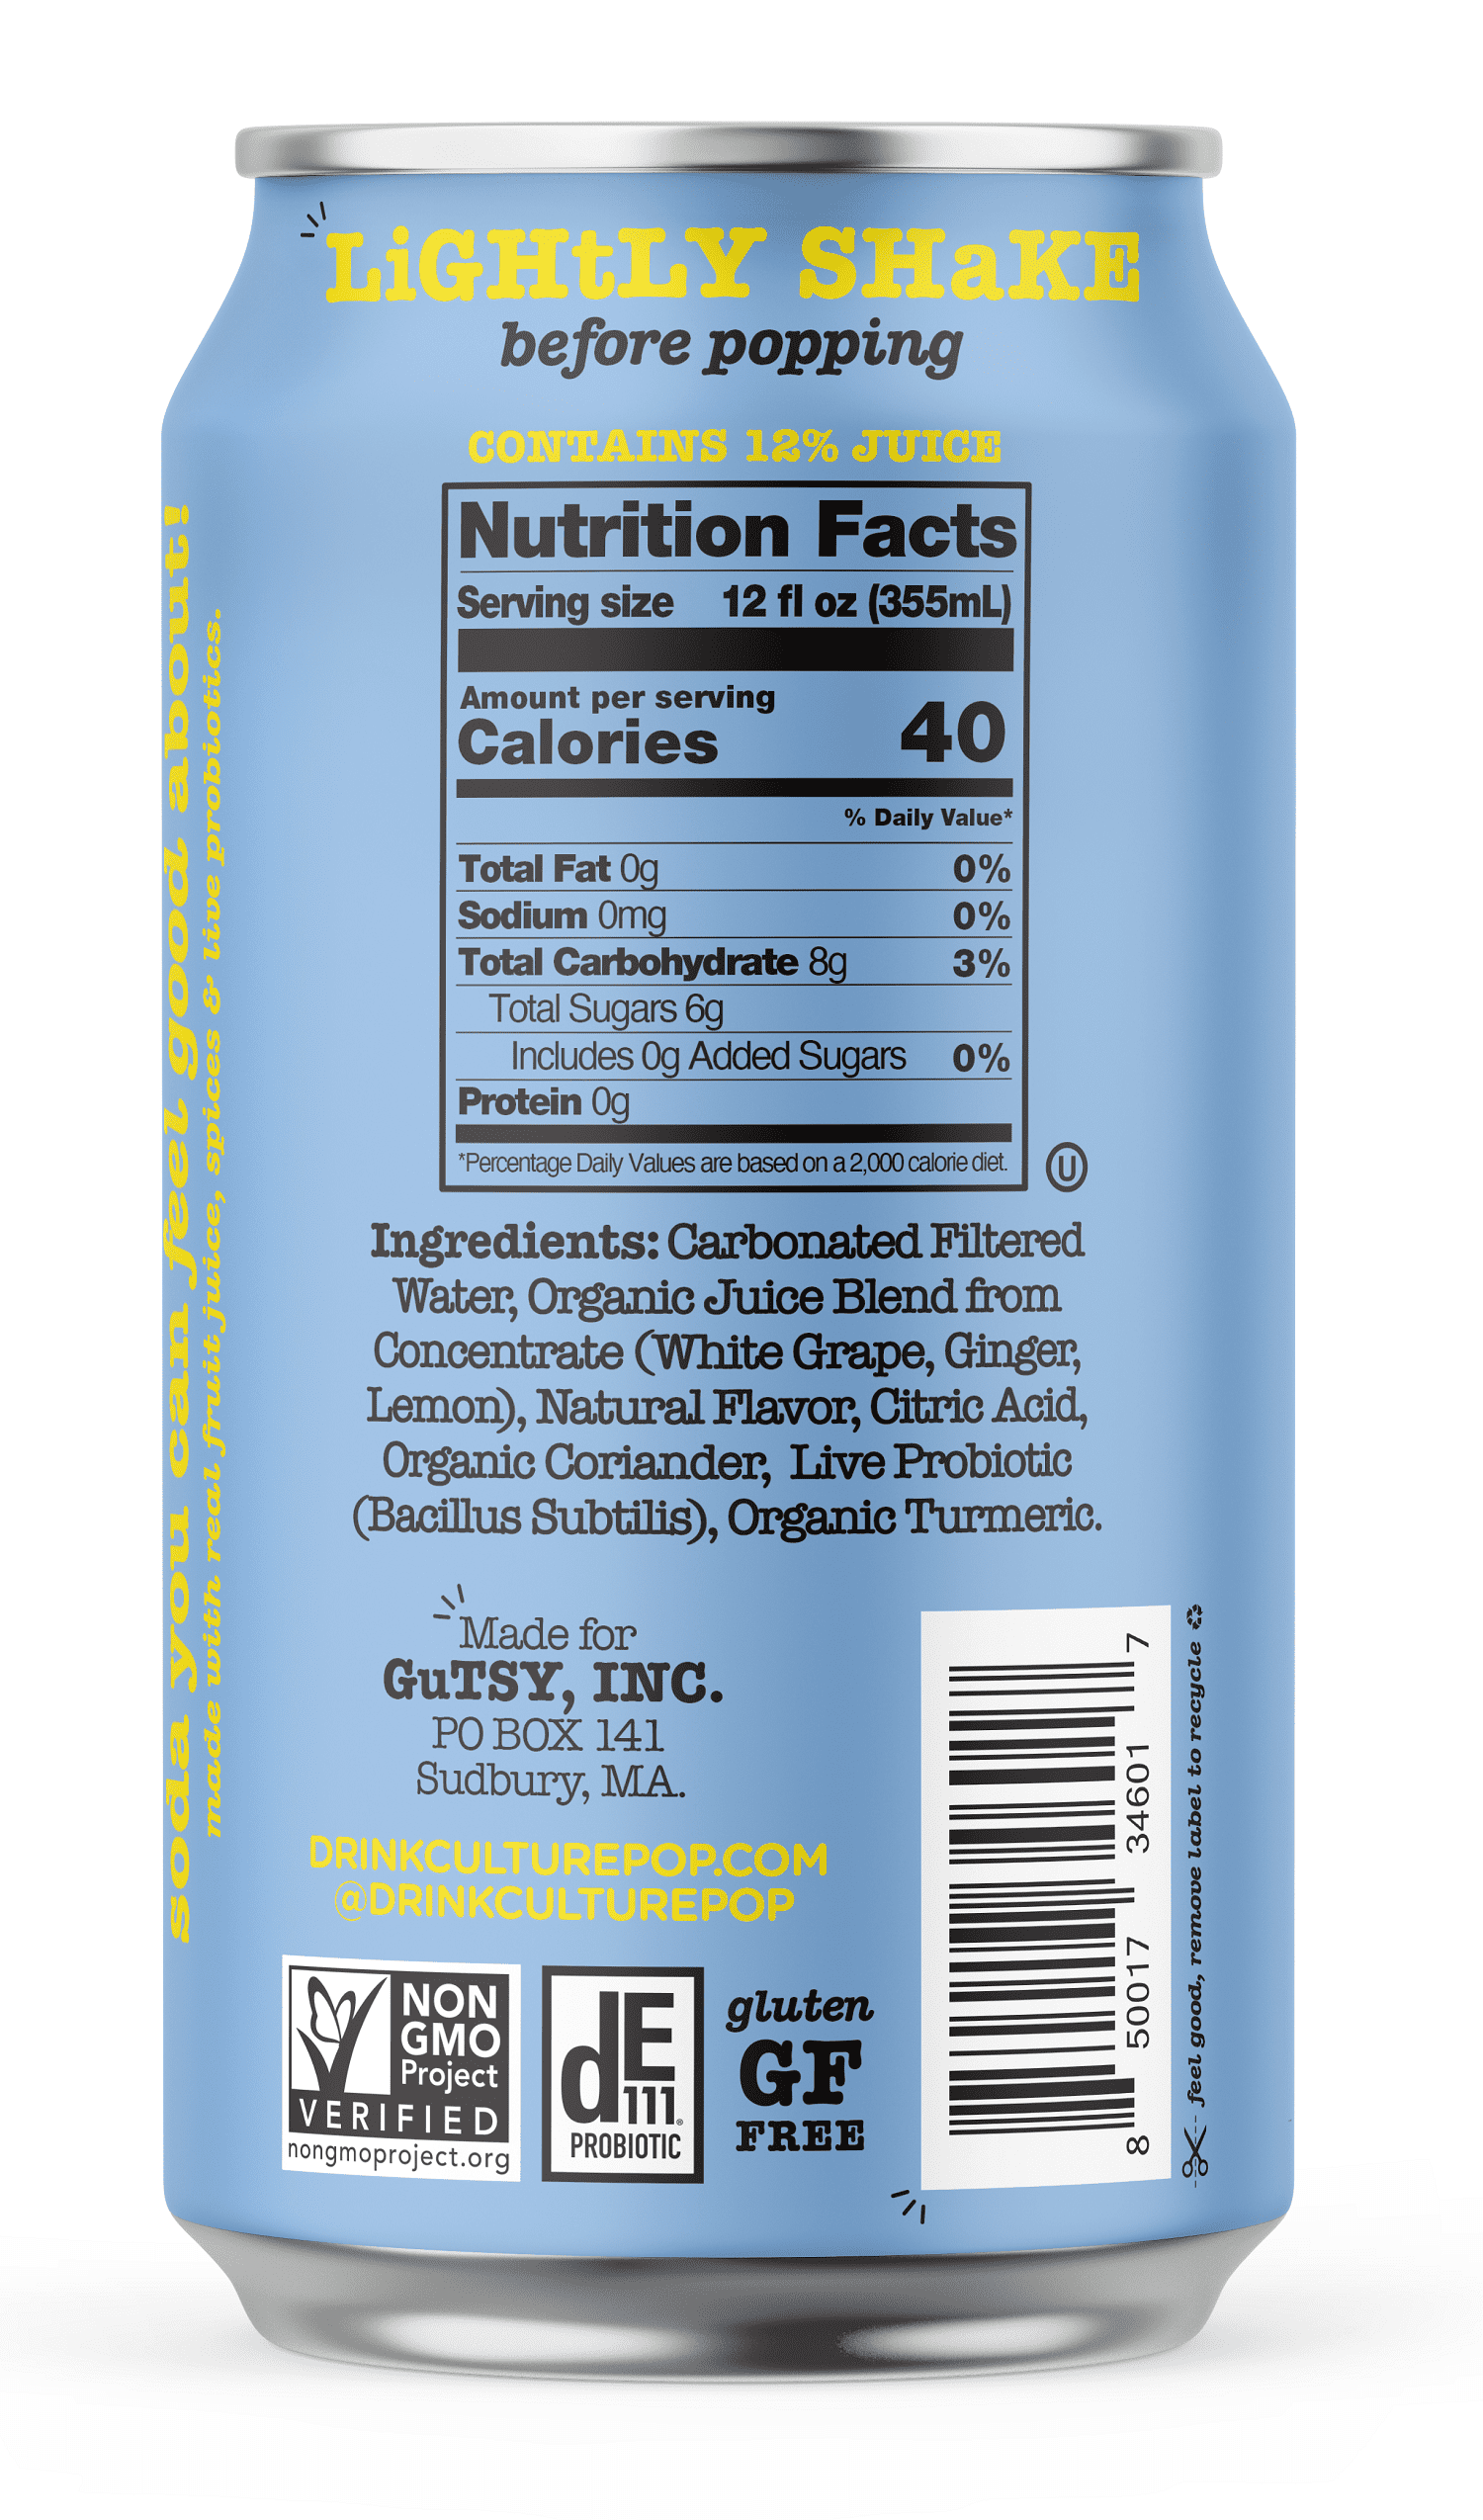 LiGHtLY SHaKE
before popping
CONTAINS 12% JUICE
Nutrition Facts
Serving size 12 fl oz (355mL)
Amount per serving
Calories 40
% Daily Value*
Total Fat 0g 0%
Sodium 0mg 0%
Total Carbohydrate 8g 3%
Total Sugars 6g
Includes 0g Added Sugars 0%
Protein 0g
*Percentage Daily Values are based on a 2,000 calorie diet.
U
Ingredients: Carbonated Filtered
Water, Organic Juice Blend from
Concentrate (White Grape, Ginger,
Lemon), Natural Flavor, Citric Acid,
Organic Coriander, Live Probiotic
(Bacillus Subtilis), Organic Turmeric.
Made for
GuTSY, INC.
PO BOX 141
Sudbury, MA.
DRINKCULTUREPOP.COM
@DRINKCULTUREPOP
NON
GMO
Project
VERIFIED
nongmoproject.org
dE
111®
PROBIOTIC
gluten
GF
FREE
8 50017 34601 7
feel good, remove label to recycle
soda you can feel good about!
made with real fruit juice, spices & live probiotics.